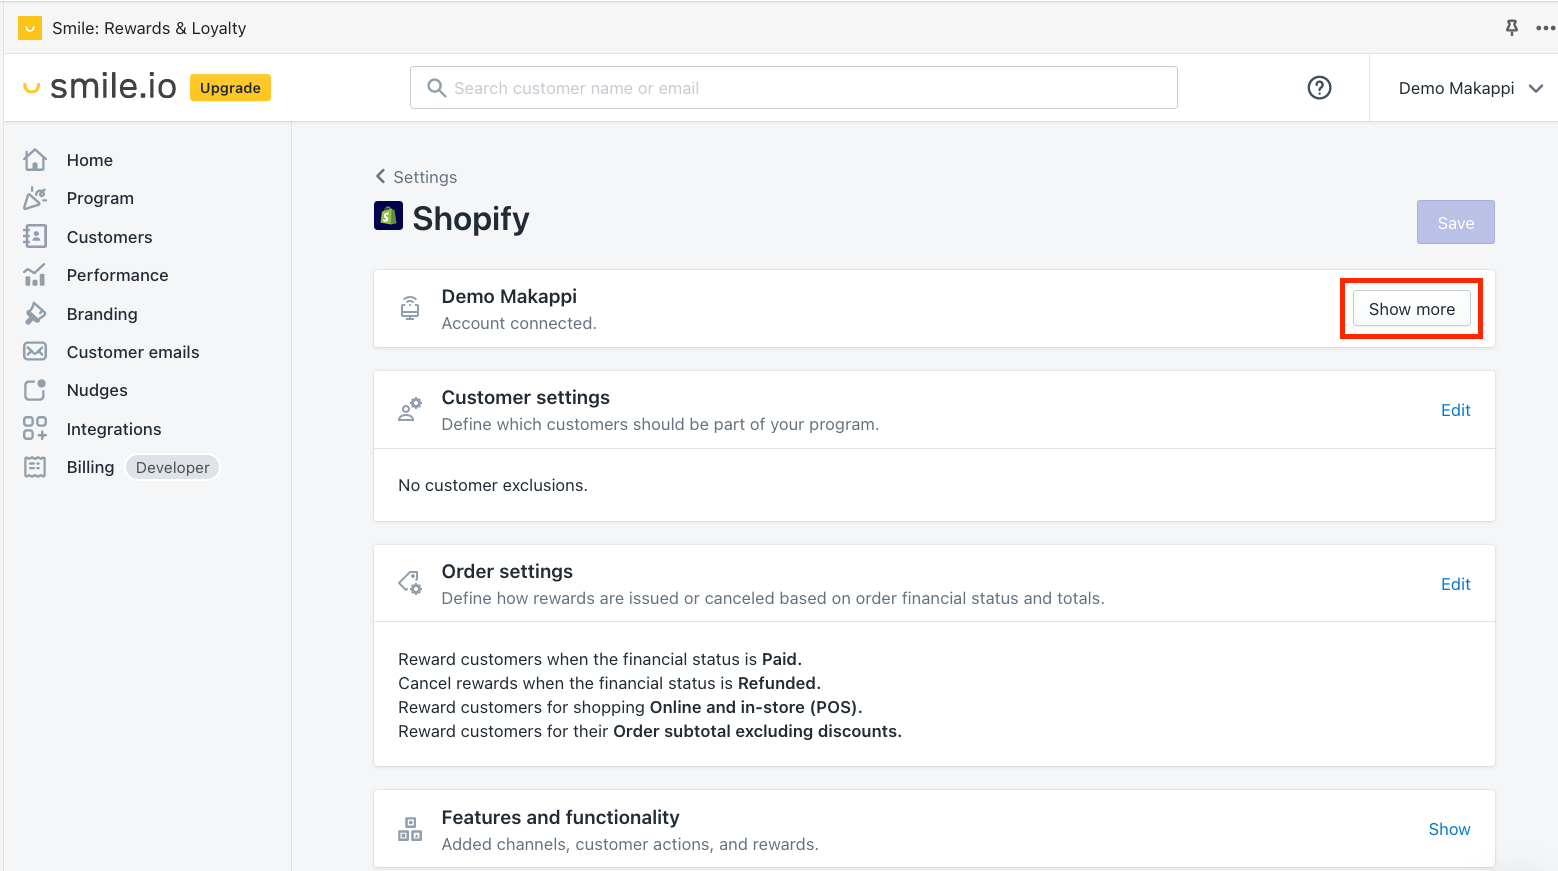 Smile: Rewards & Loyalty
smile.io Upgrade
Search customer name or email
Demo Makappi
Home
Program
Customers
Performance
Branding
Customer emails
Nudges
Integrations
Billing Developer
Settings
Shopify
Save
Demo Makappi
Account connected.
Show more
Customer settings
Define which customers should be part of your program.
Edit
No customer exclusions.
Order settings
Define how rewards are issued or canceled based on order financial status and totals.
Edit
Reward customers when the financial status is Paid.
Cancel rewards when the financial status is Refunded.
Reward customers for shopping Online and in-store (POS).
Reward customers for their Order subtotal excluding discounts.
Features and functionality
Added channels, customer actions, and rewards.
Show